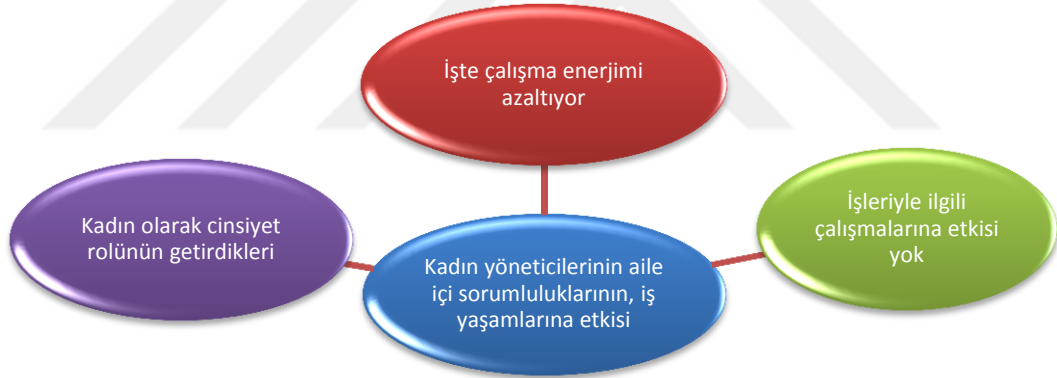 İşte çalışma enerjimi
azaltıyor
Kadın olarak cinsiyet
rolünün getirdikleri
İşleriyle ilgili
çalışmalarına etkisi
yok
Kadın yöneticilerinin aile
içi sorumluluklarının, iş
yaşamlarına etkisi